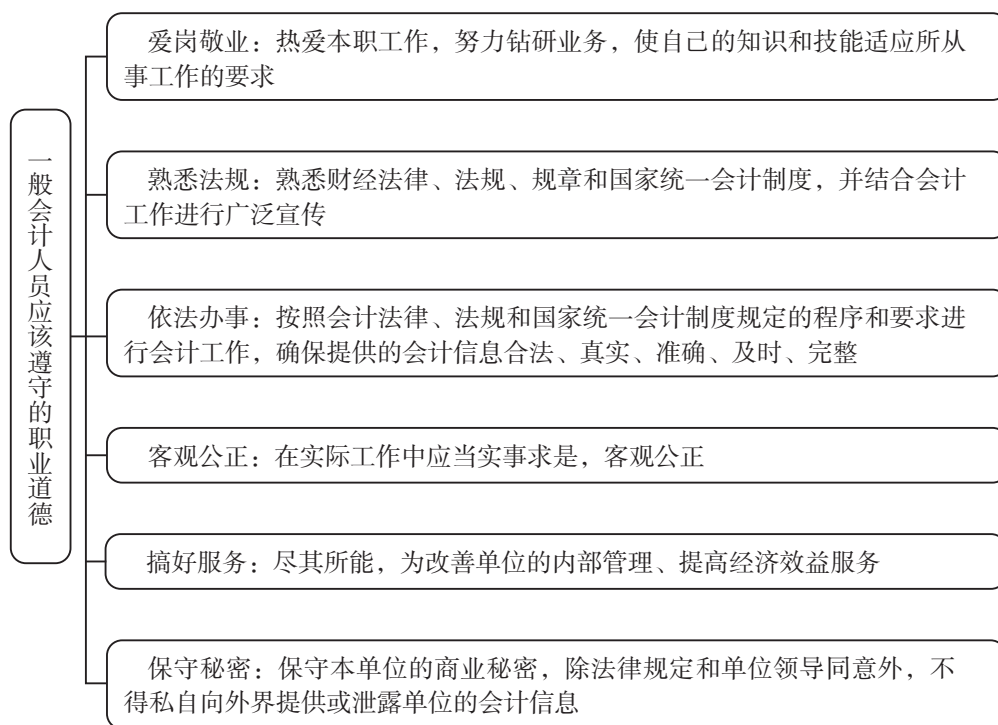 一般会计人员应该遵守的职业道德
爱岗敬业：热爱本职工作，努力钻研业务，使自己的知识和技能适应所从
事工作的要求
熟悉法规：熟悉财经法律、法规、规章和国家统一会计制度，并结合会计
工作进行广泛宣传
依法办事：按照会计法律、法规和国家统一会计制度规定的程序和要求进
行会计工作，确保提供的会计信息合法、真实、准确、及时、完整
客观公正：在实际工作中应当实事求是，客观公正
搞好服务：尽其所能，为改善单位的内部管理、提高经济效益服务
保守秘密：保守本单位的商业秘密，除法律规定和单位领导同意外，不
得私自向外界提供或泄露单位的会计信息